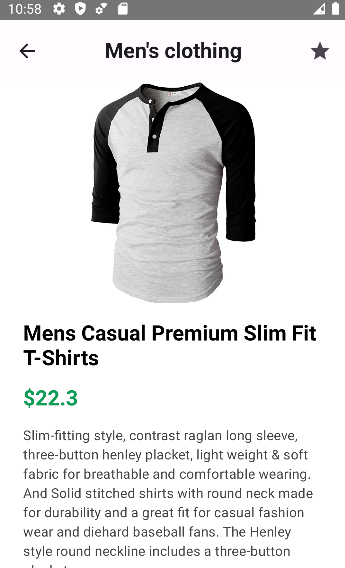 10:58
Men's clothing
Mens Casual Premium Slim Fit
T-Shirts
$22.3
Slim-fitting style, contrast raglan long sleeve,
three-button henley placket, light weight & soft
fabric for breathable and comfortable wearing.
And Solid stitched shirts with round neck made
for durability and a great fit for casual fashion
wear and diehard baseball fans. The Henley
style round neckline includes a three-button